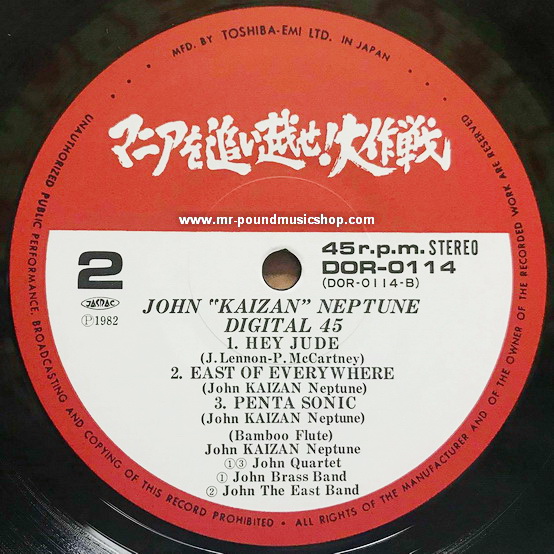 MFD. BY TOSHIBA-EMI LTD. IN JAPAN
マニアを追い越せ!大作戦
www.mr-poundmusicshop.com
2
45 r.p.m. STEREO
DOR-0114
(DOR-0114-B)
JASRAC
Ⓟ1982
JOHN "KAIZAN" NEPTUNE
DIGITAL 45
1. HEY JUDE
(J. Lennon-P. McCartney)
2. EAST OF EVERYWHERE
(John KAIZAN Neptune)
3. PENTA SONIC
(John KAIZAN Neptune)
(Bamboo Flute)
John KAIZAN Neptune
①③ John Quartet
① John Brass Band
② John The East Band
UNAUTHORIZED PUBLIC PERFORMANCE, BROADCASTING AND COPYING OF THIS RECORD PROHIBITED • ALL RIGHTS OF THE MANUFACTURER AND OF THE OWNER OF THE RECORDED WORK ARE RESERVED